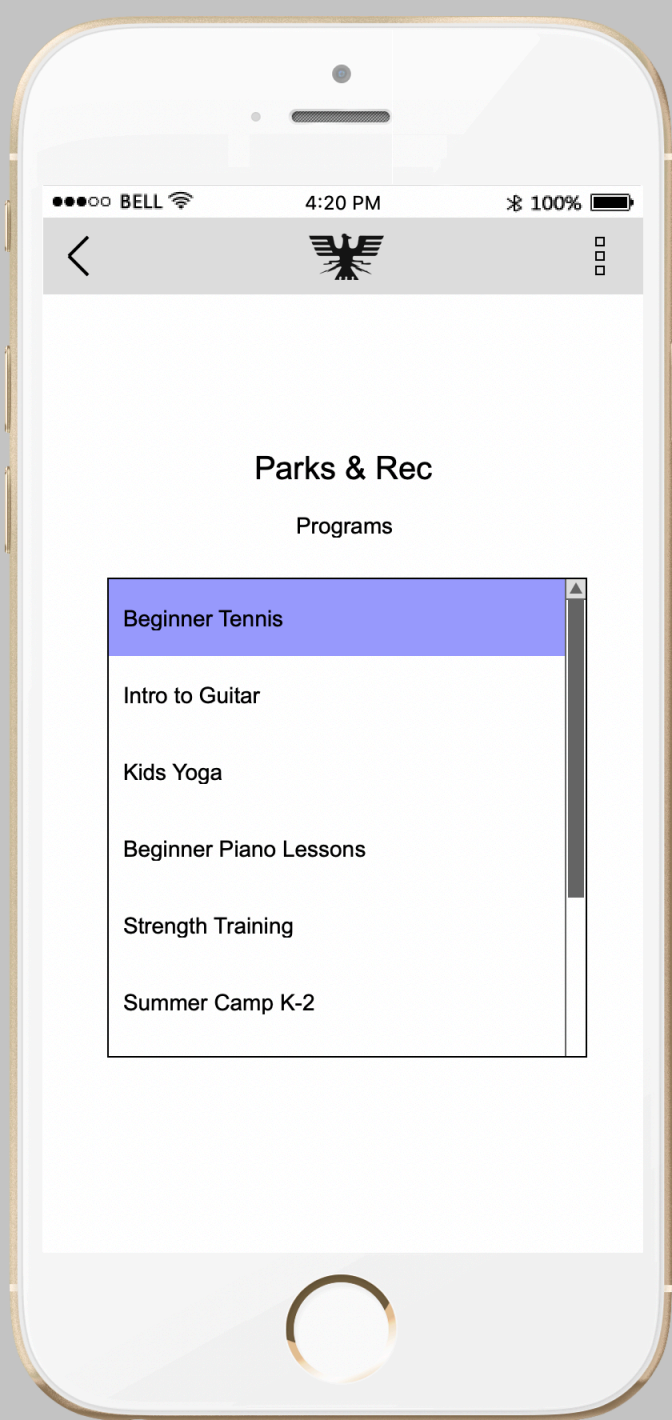 BELL 4:20 PM 100%
Parks & Rec
Programs
Beginner Tennis
Intro to Guitar
Kids Yoga
Beginner Piano Lessons
Strength Training
Summer Camp K-2